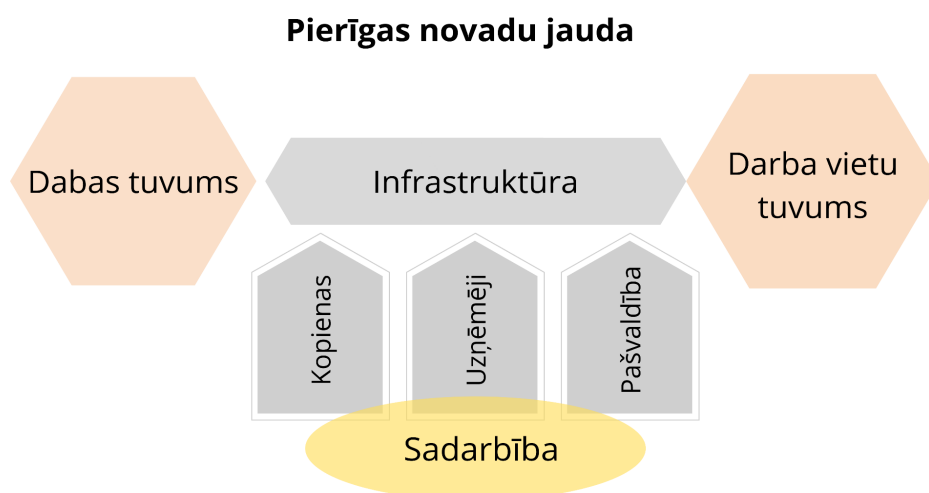 Pierīgas novadu jauda
Dabas tuvums
Infrastruktūra
Darba vietu
tuvums
Kopienas
Uzņēmēji
Pašvaldība
Sadarbība